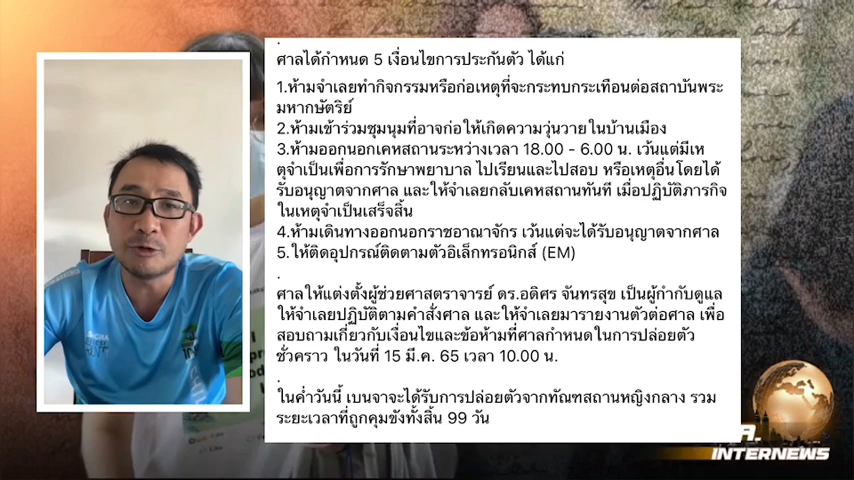 .
ศาลได้กำหนด 5 เงื่อนไขการประกันตัว ได้แก่
1.ห้ามจำเลยทำกิจกรรมหรือก่อเหตุที่จะกระทบกระเทือนต่อสถาบันพระ
มหากษัตริย์
2.ห้ามเข้าร่วมชุมนุมที่อาจก่อให้เกิดความวุ่นวายในบ้านเมือง
3.ห้ามออกนอกเคหสถานระหว่างเวลา 18.00 - 6.00 น. เว้นแต่มีเห
ตุจำเป็นเพื่อการรักษาพยาบาล ไปเรียนและไปสอบ หรือเหตุอื่นโดยได้
รับอนุญาตจากศาล และให้จำเลยกลับเคหสถานทันที เมื่อปฏิบัติภารกิจ
ในเหตุจำเป็นเสร็จสิ้น
4.ห้ามเดินทางออกนอกราชอาณาจักร เว้นแต่จะได้รับอนุญาตจากศาล
5.ให้ติดอุปกรณ์ติดตามตัวอิเล็กทรอนิกส์ (EM)
.
ศาลให้แต่งตั้งผู้ช่วยศาสตราจารย์ ดร.อดิศร จันทรสุข เป็นผู้กำกับดูแล
ให้จำเลยปฏิบัติตามคำสั่งศาล และให้จำเลยมารายงานตัวต่อศาล เพื่อ
สอบถามเกี่ยวกับเงื่อนไขและข้อห้ามที่ศาลกำหนดในการปล่อยตัว
ชั่วคราว ในวันที่ 15 มี.ค. 65 เวลา 10.00 น.
.
ในค่ำวันนี้ เบนจาจะได้รับการปล่อยตัวจากทัณฑสถานหญิงกลาง รวม
ระยะเวลาที่ถูกคุมขังทั้งสิ้น 99 วัน
INTERNEWS